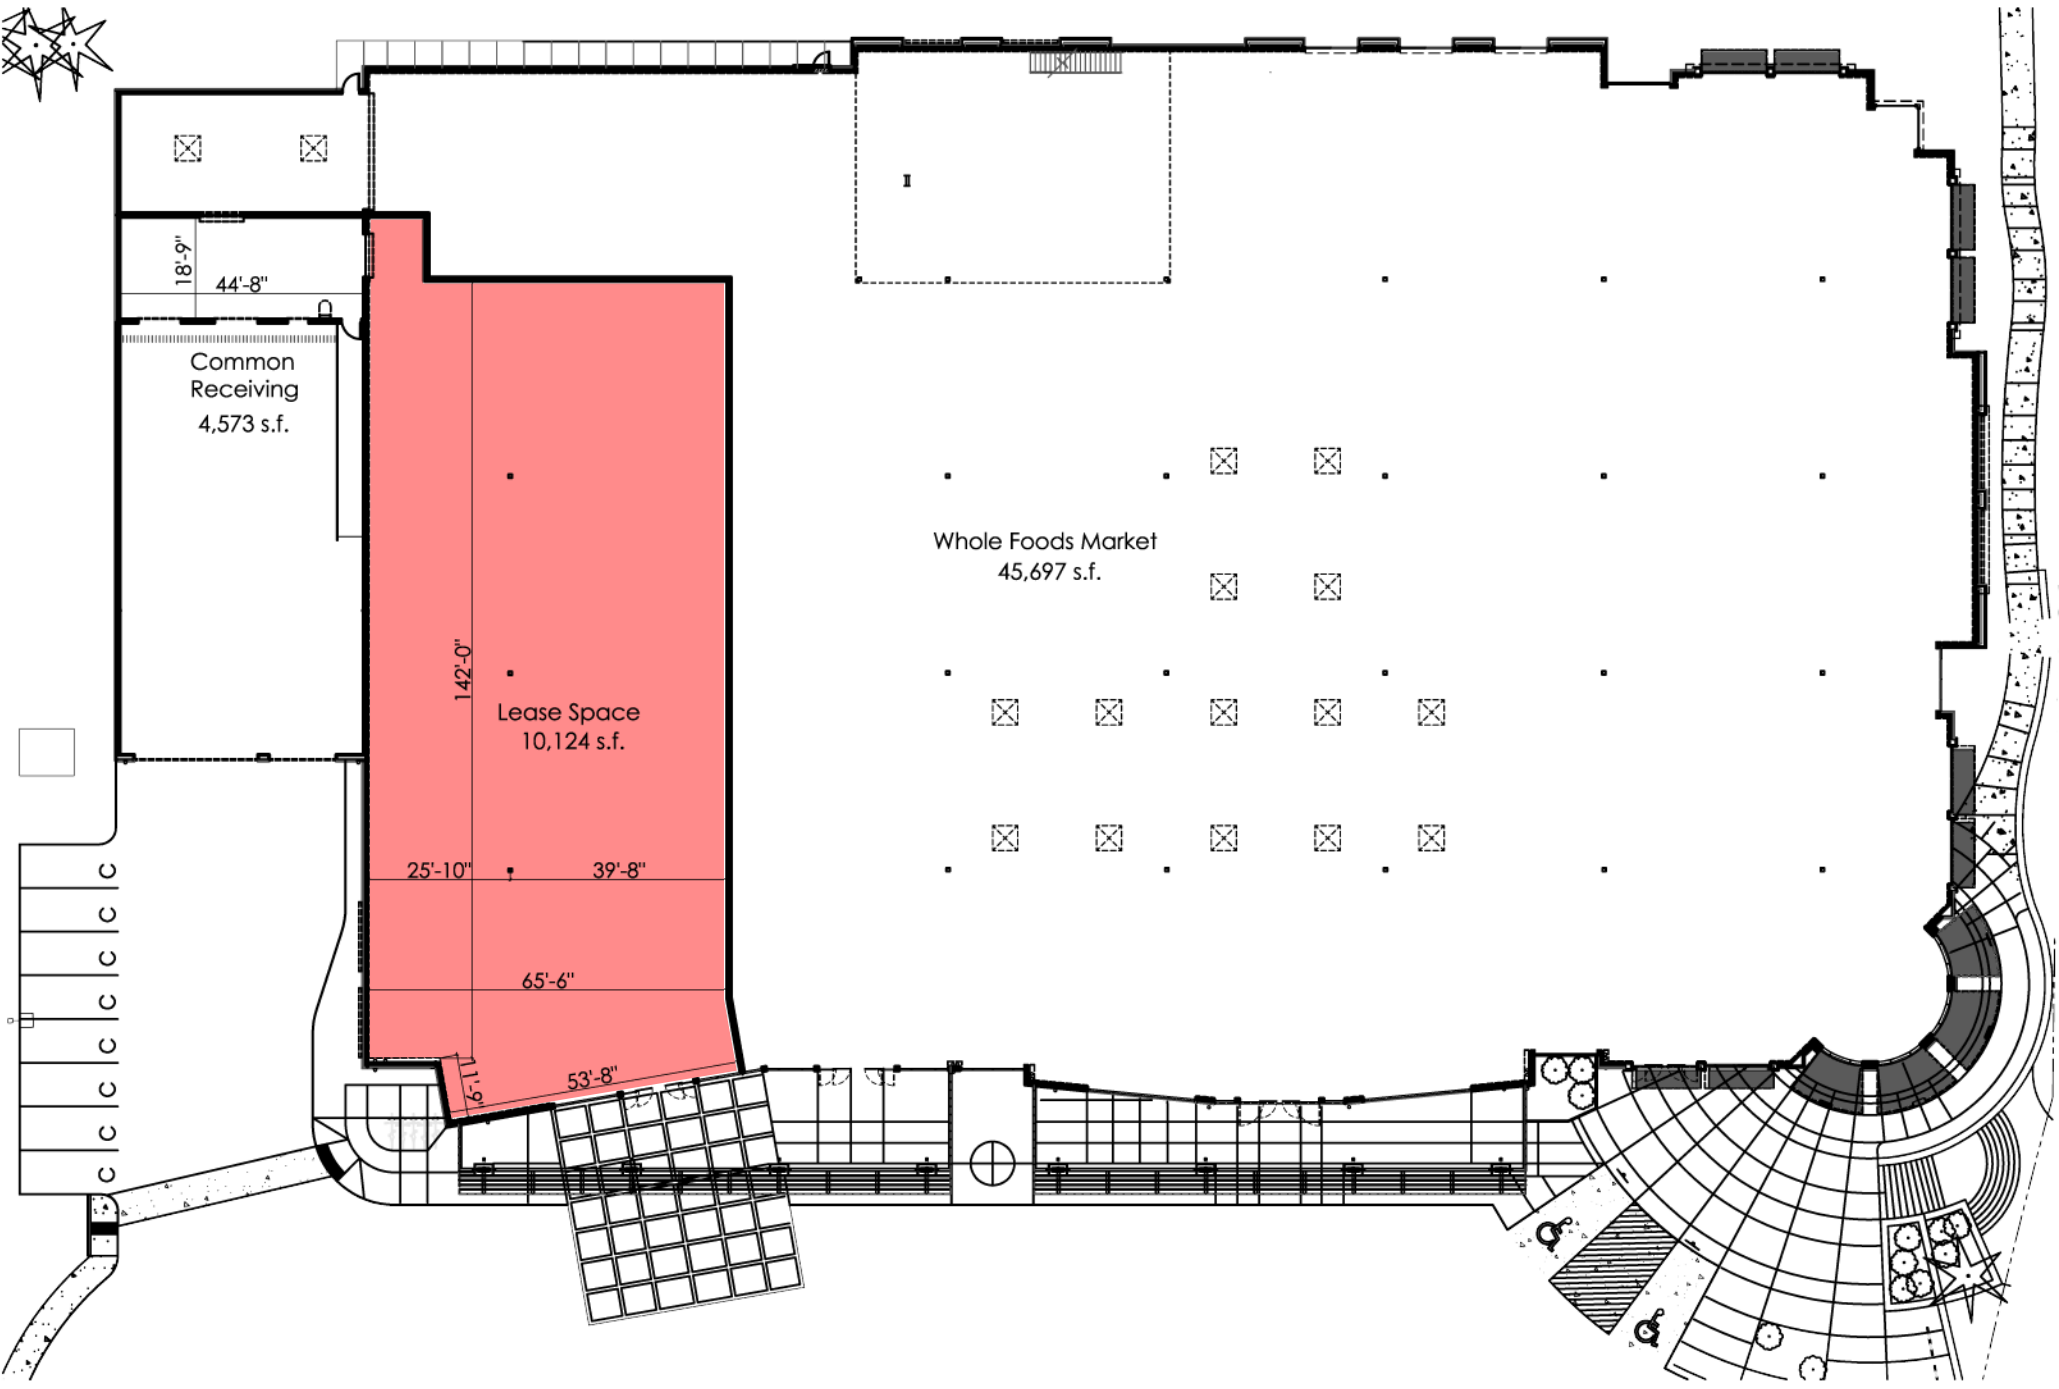 18'-9"
44'-8"
Common
Receiving
4,573 s.f.
Whole Foods Market
45,697 s.f.
142'-0"
Lease Space
10,124 s.f.
25'-10"
39'-8"
65'-6"
11'-9"
53'-8"
C
C
C
C
C
C
C
C